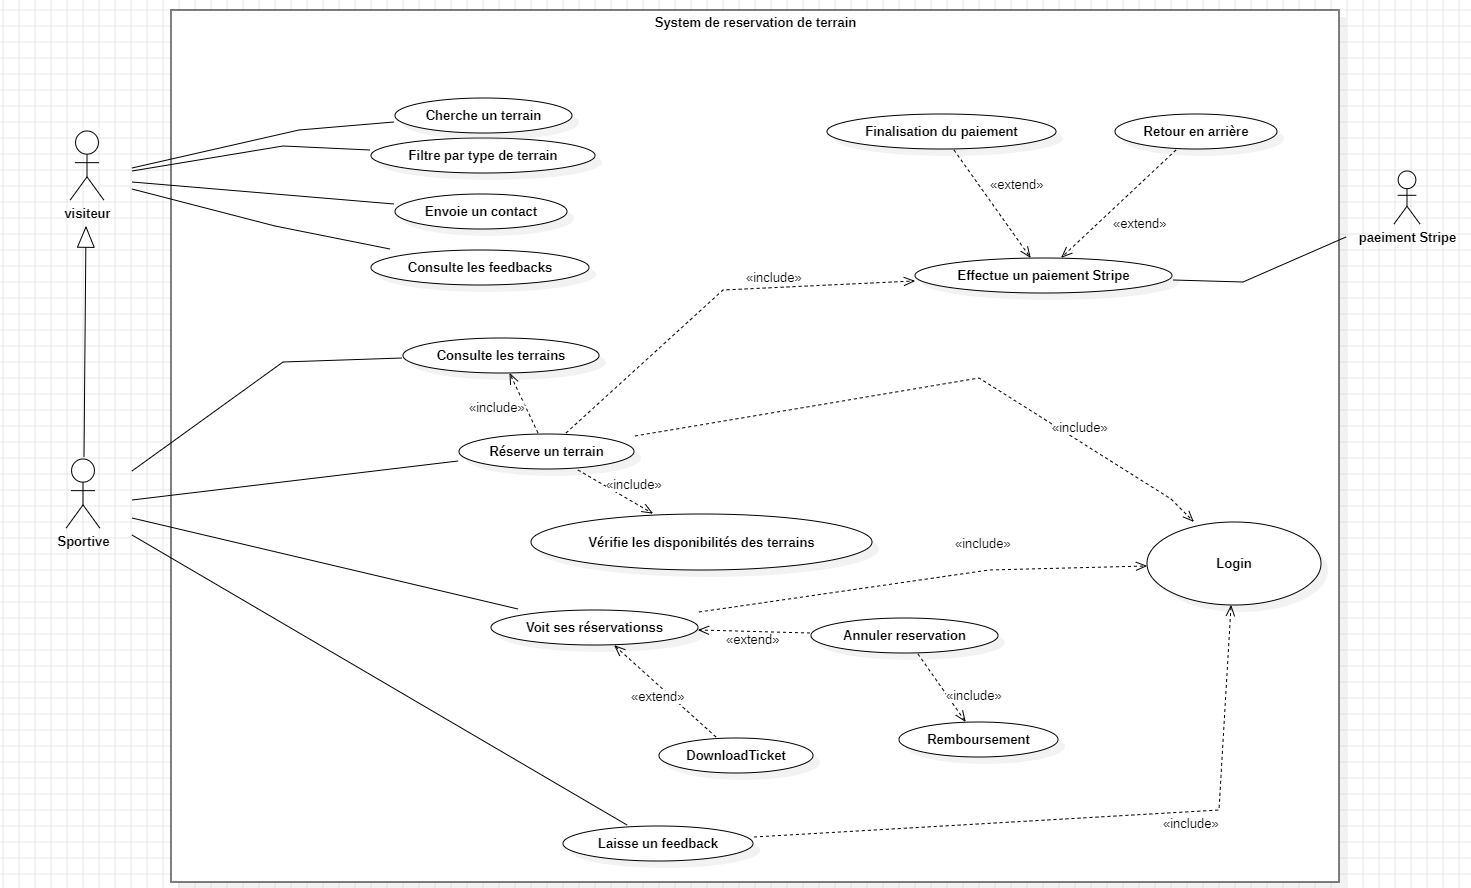 System de reservation de terrain
Cherche un terrain
Filtre par type de terrain
Envoie un contact
Consulte les feedbacks
visiteur
Finalisation du paiement
Retour en arrière
«extend»
«extend»
paeiment Stripe
Effectue un paiement Stripe
«include»
Consulte les terrains
«include»
«include»
Réserve un terrain
«include»
Sportive
Vérifie les disponibilités des terrains
«include»
Login
Voit ses réservationss
«extend»
Annuler reservation
«extend»
«include»
Remboursement
DownloadTicket
«include»
Laisse un feedback